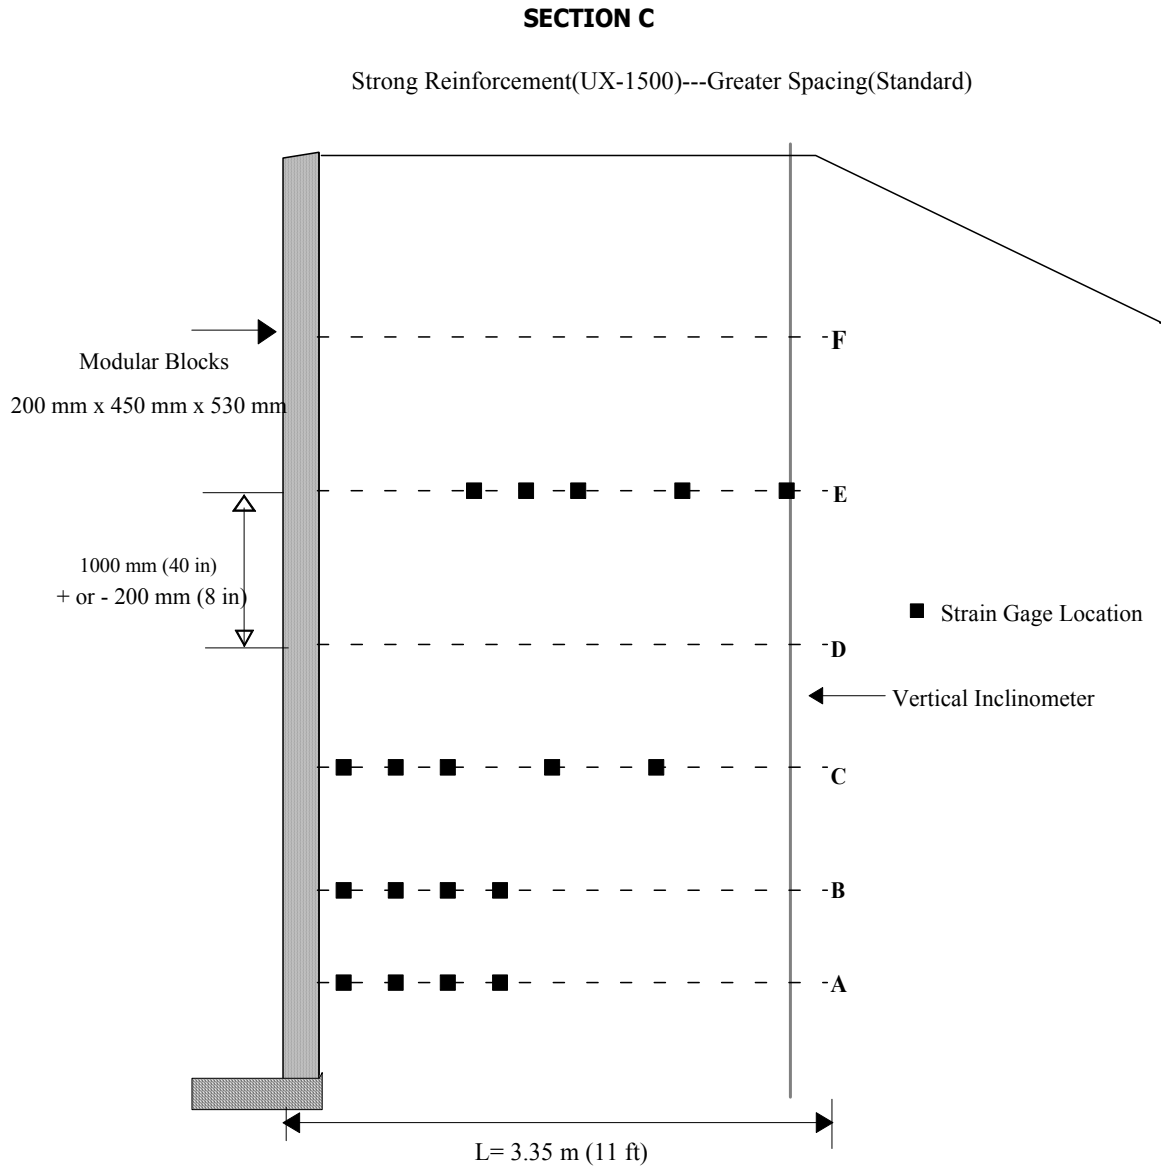 SECTION C
Strong Reinforcement(UX-1500)---Greater Spacing(Standard)
F
Modular Blocks
200 mm x 450 mm x 530 mm
E
1000 mm (40 in)
+ or - 200 mm (8 in)
Strain Gage Location
D
Vertical Inclinometer
C
B
A
L= 3.35 m (11 ft)